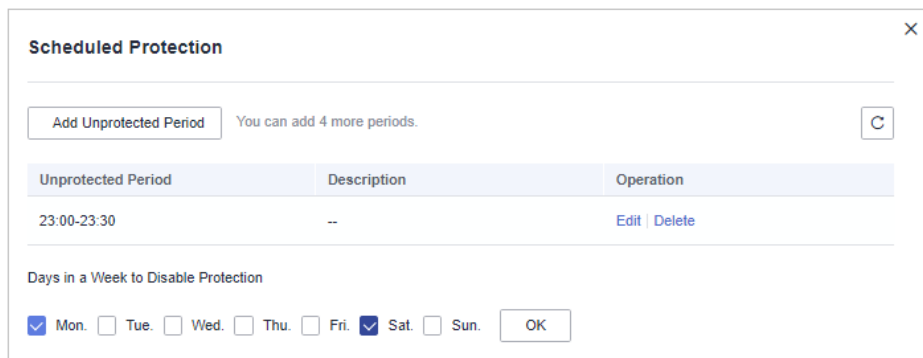 Scheduled Protection
Add Unprotected Period You can add 4 more periods.
Unprotected Period Description Operation
23:00-23:30 -- Edit | Delete
Days in a Week to Disable Protection
Mon. Tue. Wed. Thu. Fri. Sat. Sun. OK